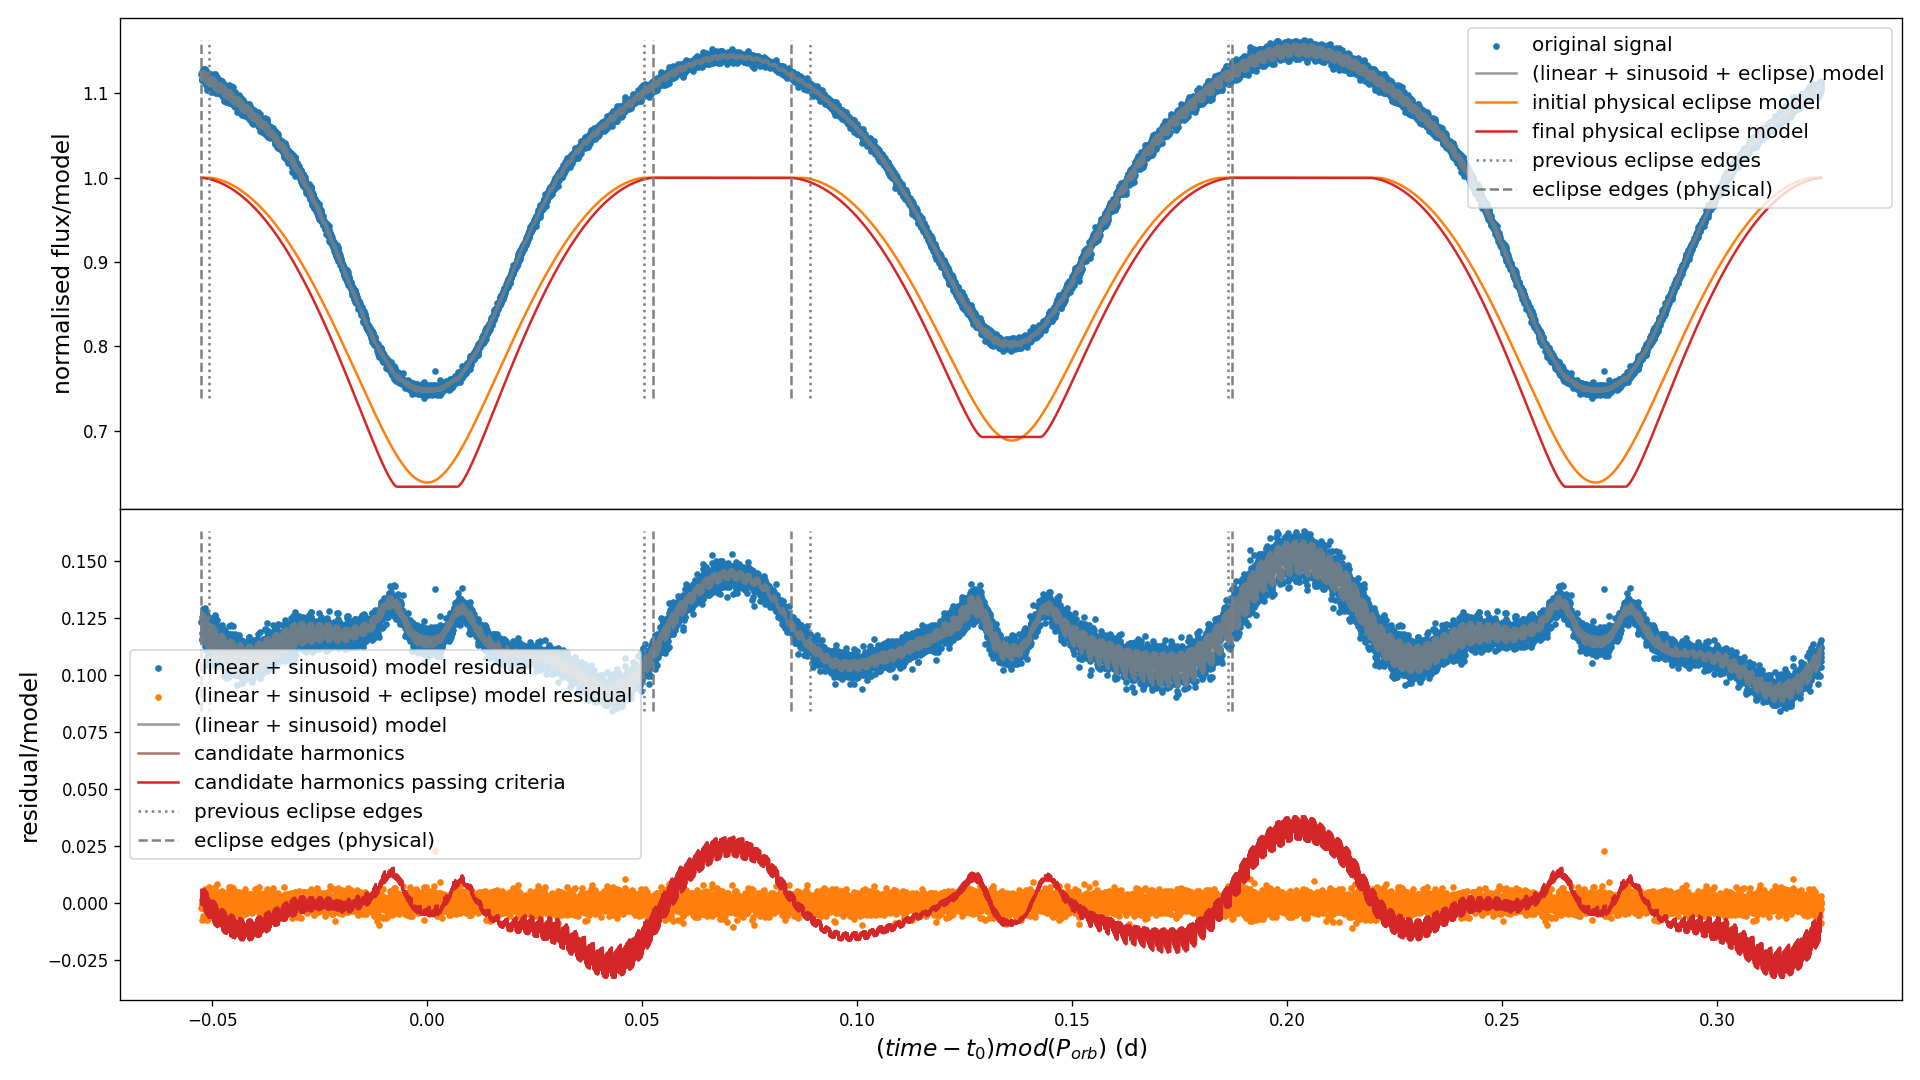 normalised flux/model
1.1
1.0
0.9
0.8
0.7
original signal
(linear + sinusoid + eclipse) model
initial physical eclipse model
final physical eclipse model
previous eclipse edges
eclipse edges (physical)
residual/model
0.150
0.125
0.100
0.075
0.050
0.025
0.000
−0.025
(linear + sinusoid) model residual
(linear + sinusoid + eclipse) model residual
(linear + sinusoid) model
candidate harmonics
candidate harmonics passing criteria
previous eclipse edges
eclipse edges (physical)
−0.05 0.00 0.05 0.10 0.15 0.20 0.25 0.30
(time − t₀)mod(P_orb) (d)